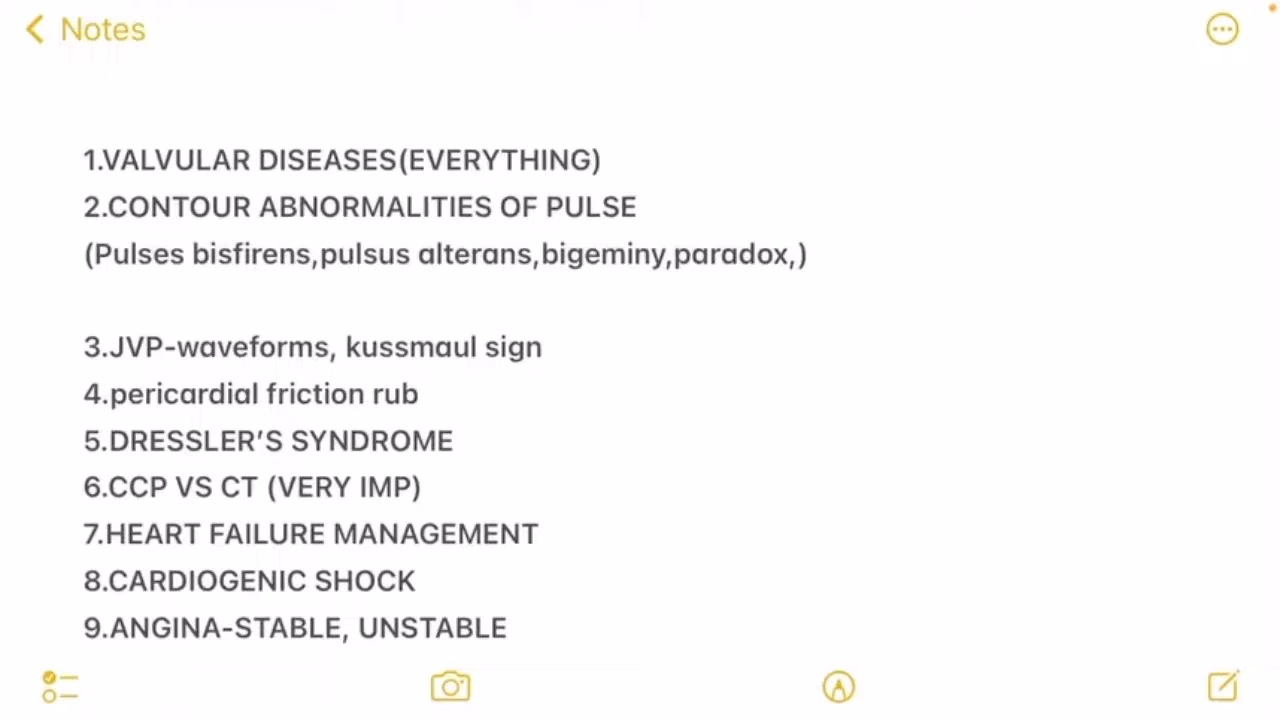 Notes
1.VALVULAR DISEASES(EVERYTHING)
2.CONTOUR ABNORMALITIES OF PULSE
(Pulses bisfirens,pulsus alterans,bigeminy,paradox,)
3.JVP-waveforms, kussmaul sign
4.pericardial friction rub
5.DRESSLER’S SYNDROME
6.CCP VS CT (VERY IMP)
7.HEART FAILURE MANAGEMENT
8.CARDIOGENIC SHOCK
9.ANGINA-STABLE, UNSTABLE